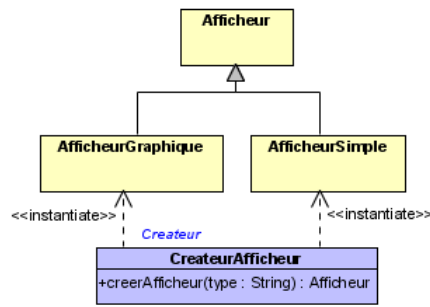 Afficheur
AfficheurGraphique
AfficheurSimple
<<instantiate>>
<<instantiate>>
Createur
CreateurAfficheur
+creerAfficheur(type : String) : Afficheur